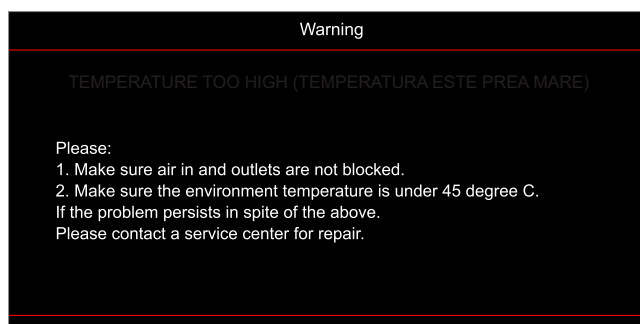 Warning
TEMPERATURE TOO HIGH (TEMPERATURA ESTE PREA MARE)
Please:
1. Make sure air in and outlets are not blocked.
2. Make sure the environment temperature is under 45 degree C.
If the problem persists in spite of the above.
Please contact a service center for repair.